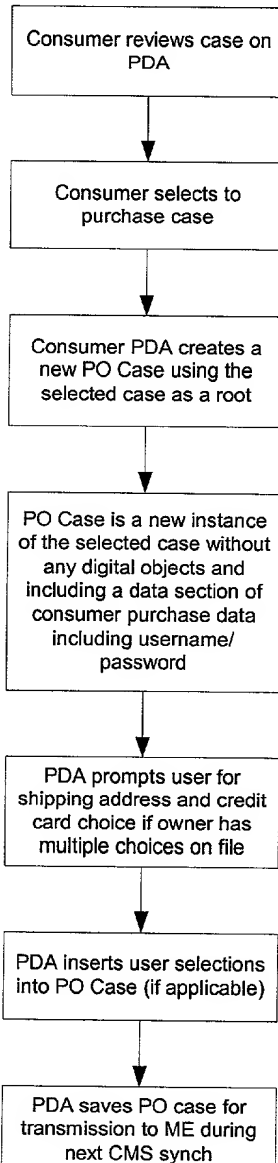 Consumer reviews case on
PDA
Consumer selects to
purchase case
Consumer PDA creates a
new PO Case using the
selected case as a root
PO Case is a new instance
of the selected case without
any digital objects and
including a data section of
consumer purchase data
including username/
password
PDA prompts user for
shipping address and credit
card choice if owner has
multiple choices on file
PDA inserts user selections
into PO Case (if applicable)
PDA saves PO case for
transmission to ME during
next CMS synch